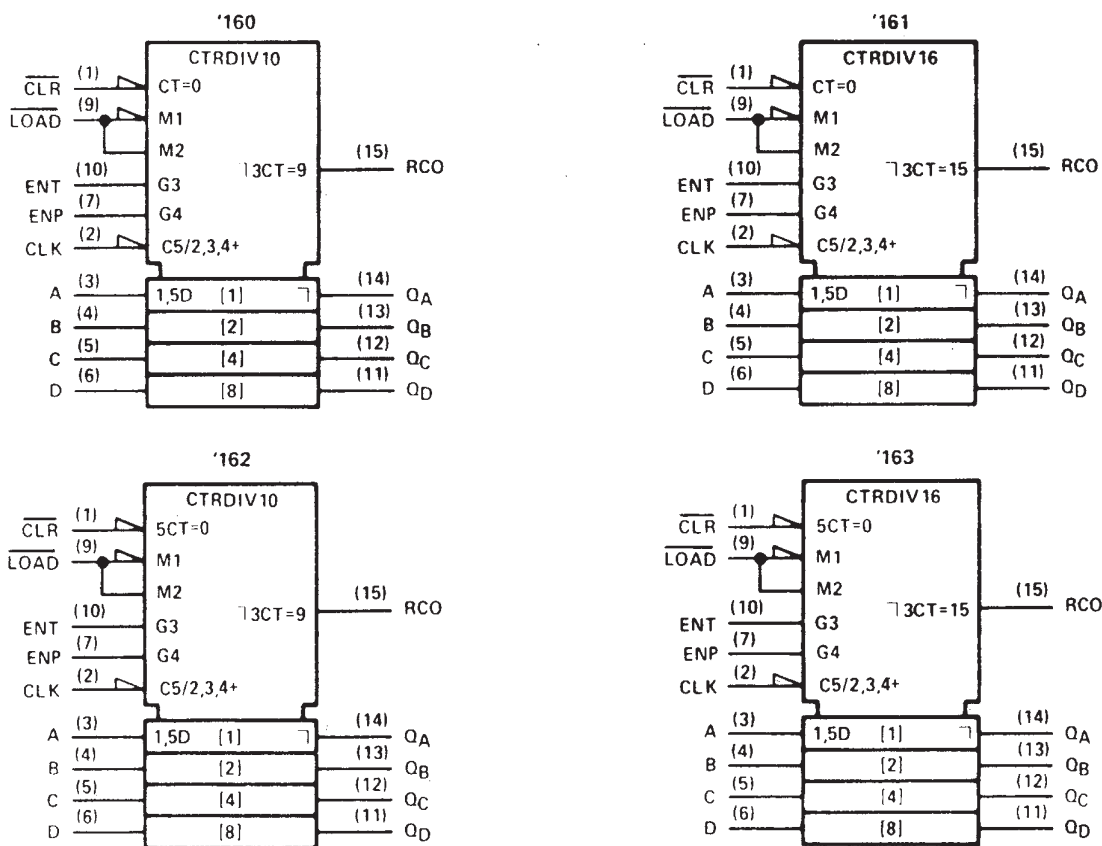 '160
CTRDIV10
CLR (1) CT=0
LOAD (9) M1
M2
ENT (10) G3
ENP (7) G4
CLK (2) C5/2,3,4+
3CT=9 (15) RCO
A (3) 1,5D [1] (14) QA
B (4) [2] (13) QB
C (5) [4] (12) QC
D (6) [8] (11) QD
'161
CTRDIV16
CLR (1) CT=0
LOAD (9) M1
M2
ENT (10) G3
ENP (7) G4
CLK (2) C5/2,3,4+
3CT=15 (15) RCO
A (3) 1,5D [1] (14) QA
B (4) [2] (13) QB
C (5) [4] (12) QC
D (6) [8] (11) QD
'162
CTRDIV10
CLR (1) 5CT=0
LOAD (9) M1
M2
ENT (10) G3
ENP (7) G4
CLK (2) C5/2,3,4+
3CT=9 (15) RCO
A (3) 1,5D [1] (14) QA
B (4) [2] (13) QB
C (5) [4] (12) QC
D (6) [8] (11) QD
'163
CTRDIV16
CLR (1) 5CT=0
LOAD (9) M1
M2
ENT (10) G3
ENP (7) G4
CLK (2) C5/2,3,4+
3CT=15 (15) RCO
A (3) 1,5D [1] (14) QA
B (4) [2] (13) QB
C (5) [4] (12) QC
D (6) [8] (11) QD